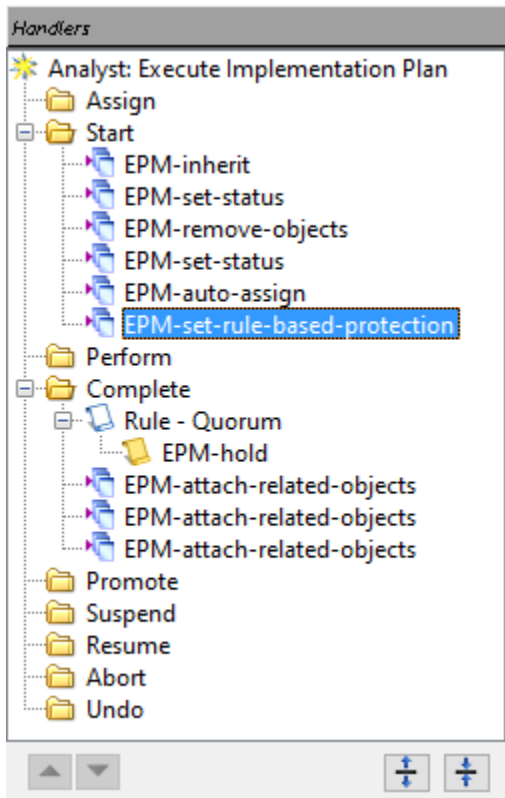 Handlers
Analyst: Execute Implementation Plan
Assign
Start
EPM-inherit
EPM-set-status
EPM-remove-objects
EPM-set-status
EPM-auto-assign
EPM-set-rule-based-protection
Perform
Complete
Rule - Quorum
EPM-hold
EPM-attach-related-objects
EPM-attach-related-objects
EPM-attach-related-objects
Promote
Suspend
Resume
Abort
Undo